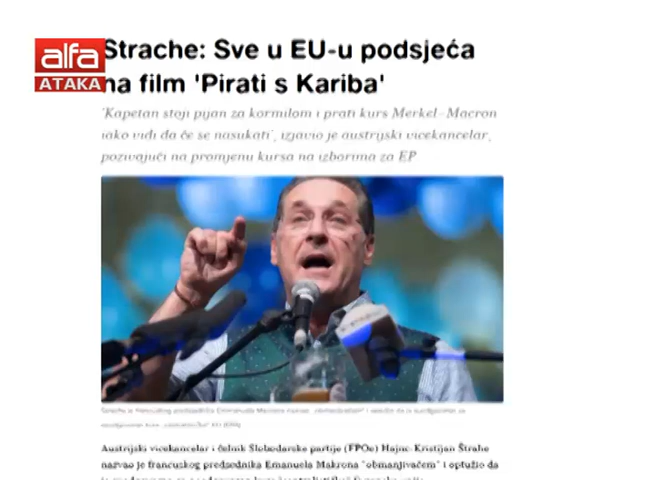 alfa
ATAKA
Strache: Sve u EU-u podsjeća
na film 'Pirati s Kariba'
'Kapetan stoji pijan za kormilom i prati kurs Merkel-Macron
iako vidi da će se nasukati', izjavio je austrijski vicekancelar,
pozivajući na promjenu kursa na izborima za EP
Austrijski vicekancelar i čelnik Slobodarske partije (FPOe) Hajnc Kristijan Štrahe
nazvao je francuskog predsednika Emanuela Makrona "obmanjivačem" i optužio da